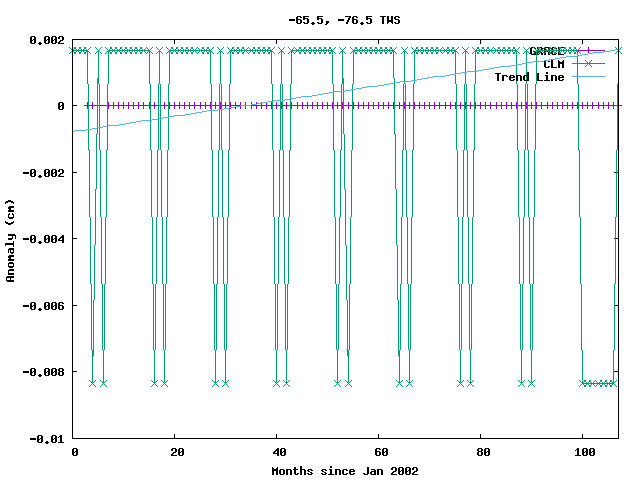 -65.5, -76.5 TWS
0.002
0
-0.002
-0.004
-0.006
-0.008
-0.01
Anomaly (cm)
GRACE
CLM
Trend Line
0 20 40 60 80 100
Months since Jan 2002